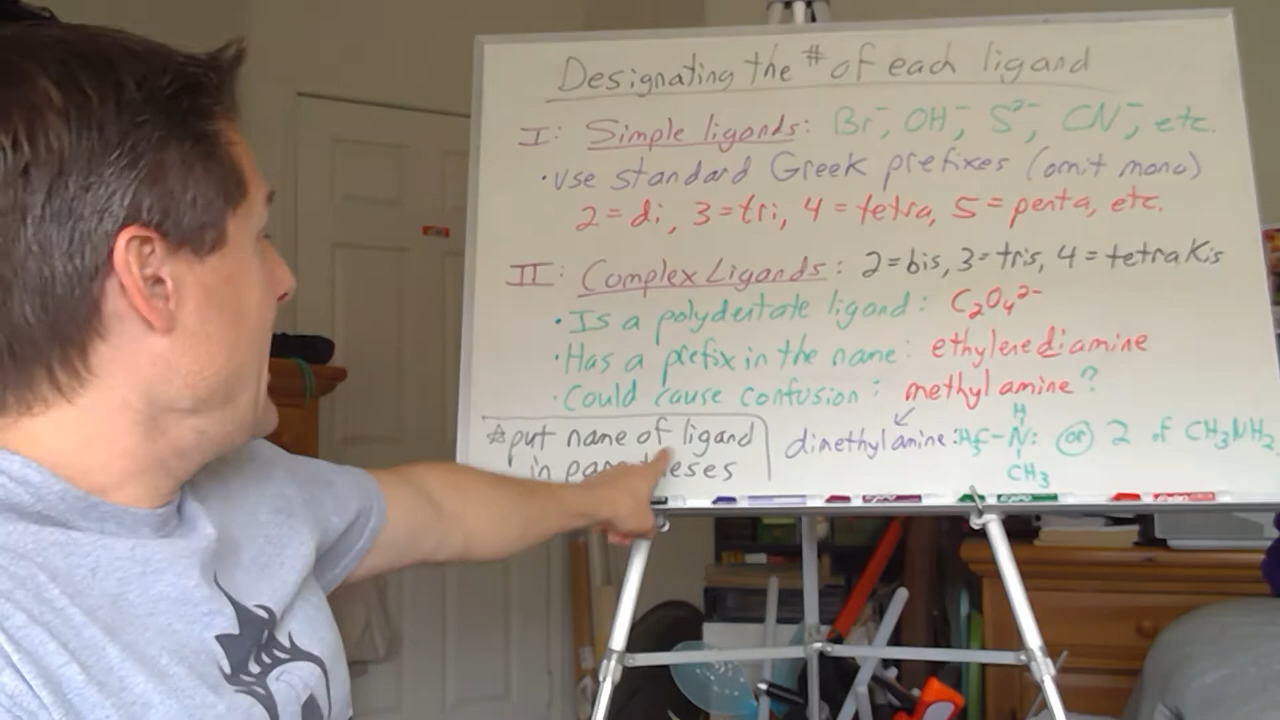 Designating the # of each ligand
I: Simple ligands: Br⁻, OH⁻, S²⁻, CN⁻, etc.
• Use standard Greek prefixes (omit mono)
2 = di, 3 = tri, 4 = tetra, 5 = penta, etc.
II: Complex Ligands: 2 = bis, 3 = tris, 4 = tetrakis
• Is a polydentate ligand: C₂O₄²⁻
• Has a prefix in the name: ethylenediamine
• Could cause confusion: methylamine?
☆put name of ligand
in
dimethylamine: H₃C-N: or 2 of CH₃NH₂
H
CH₃
EXPO